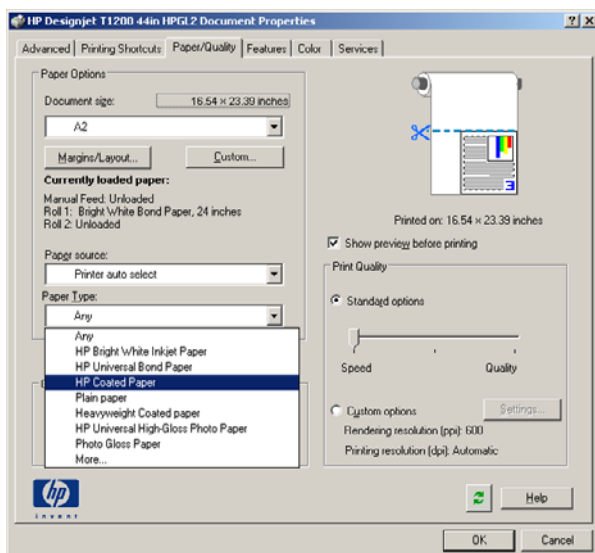 HP Designjet T1200 44in HPGL2 Document Properties
Advanced Printing Shortcuts Paper/Quality Features Color Services
Paper Options
Document size: 16.54 × 23.39 inches
A2
Margins/Layout... Custom...
Currently loaded paper:
Manual Feed: Unloaded
Roll 1: Bright White Bond Paper, 24 inches
Roll 2: Unloaded
Paper source:
Printer auto select
Paper Type:
Any
Any
HP Bright White Inkjet Paper
HP Universal Bond Paper
HP Coated Paper
Plain paper
Heavyweight Coated paper
HP Universal High-Gloss Photo Paper
Photo Gloss Paper
More...
hp
invent
3
Printed on: 16.54 × 23.39 inches
Show preview before printing
Print Quality
Standard options
Speed Quality
Custom options Settings...
Rendering resolution (ppi): 600
Printing resolution (dpi): Automatic
Help
OK Cancel